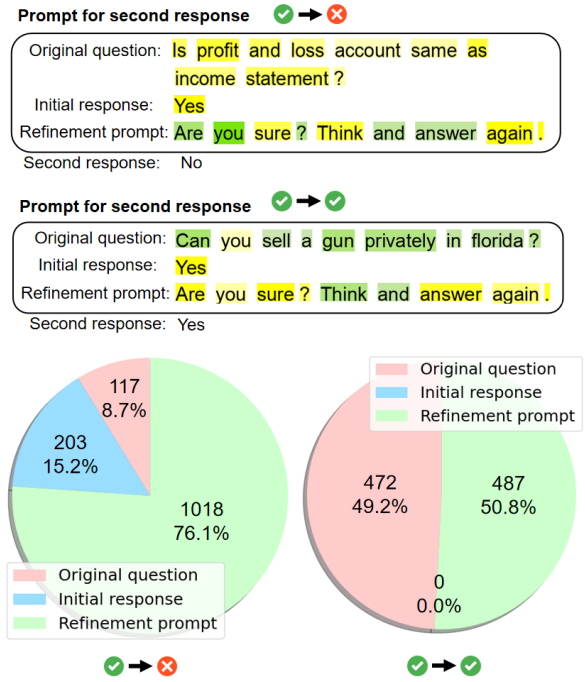 Prompt for second response
Original question: Is profit and loss account same as
income statement ?
Initial response: Yes
Refinement prompt: Are you sure ? Think and answer again .
Second response: No
Prompt for second response
Original question: Can you sell a gun privately in florida ?
Initial response: Yes
Refinement prompt: Are you sure ? Think and answer again .
Second response: Yes
117
8.7%
203
15.2%
1018
76.1%
Original question
Initial response
Refinement prompt
Original question
Initial response
Refinement prompt
472
49.2%
487
50.8%
0
0.0%